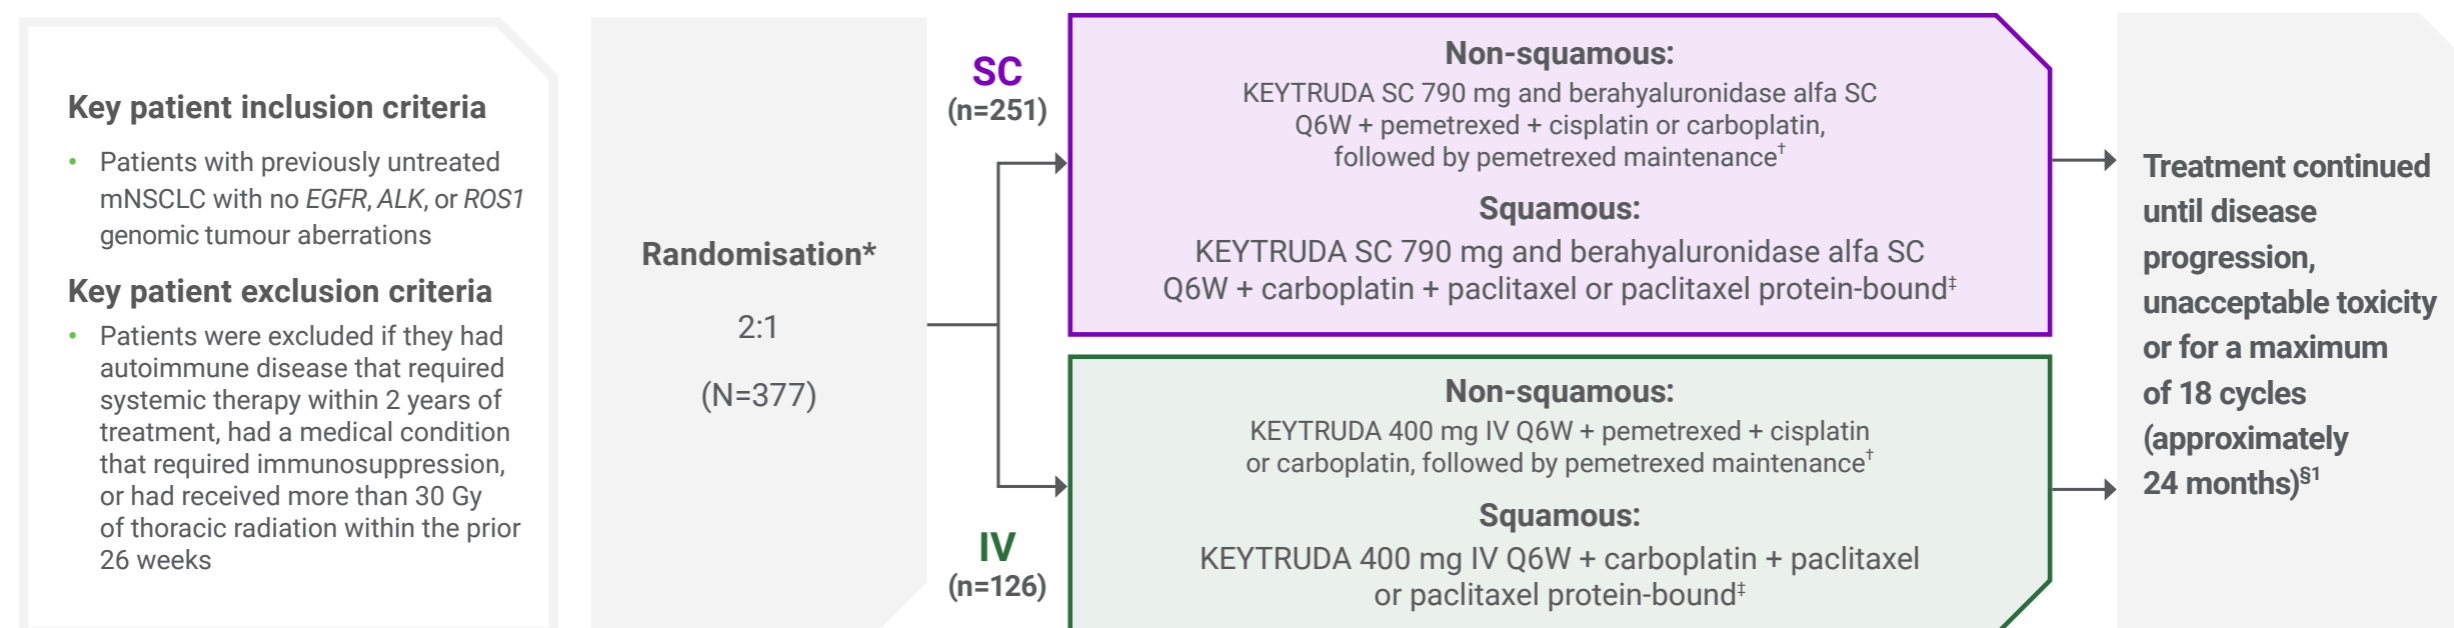 Key patient inclusion criteria
• Patients with previously untreated
mNSCLC with no EGFR, ALK, or ROS1
genomic tumour aberrations
Key patient exclusion criteria
• Patients were excluded if they had
autoimmune disease that required
systemic therapy within 2 years of
treatment, had a medical condition
that required immunosuppression,
or had received more than 30 Gy
of thoracic radiation within the prior
26 weeks
Randomisation*
2:1
(N=377)
SC
(n=251)
Non-squamous:
KEYTRUDA SC 790 mg and berahyaluronidase alfa SC
Q6W + pemetrexed + cisplatin or carboplatin,
followed by pemetrexed maintenance†
Squamous:
KEYTRUDA SC 790 mg and berahyaluronidase alfa SC
Q6W + carboplatin + paclitaxel or paclitaxel protein-bound‡
IV
(n=126)
Non-squamous:
KEYTRUDA 400 mg IV Q6W + pemetrexed + cisplatin
or carboplatin, followed by pemetrexed maintenance†
Squamous:
KEYTRUDA 400 mg IV Q6W + carboplatin + paclitaxel
or paclitaxel protein-bound‡
Treatment continued
until disease
progression,
unacceptable toxicity
or for a maximum
of 18 cycles
(approximately
24 months)§1